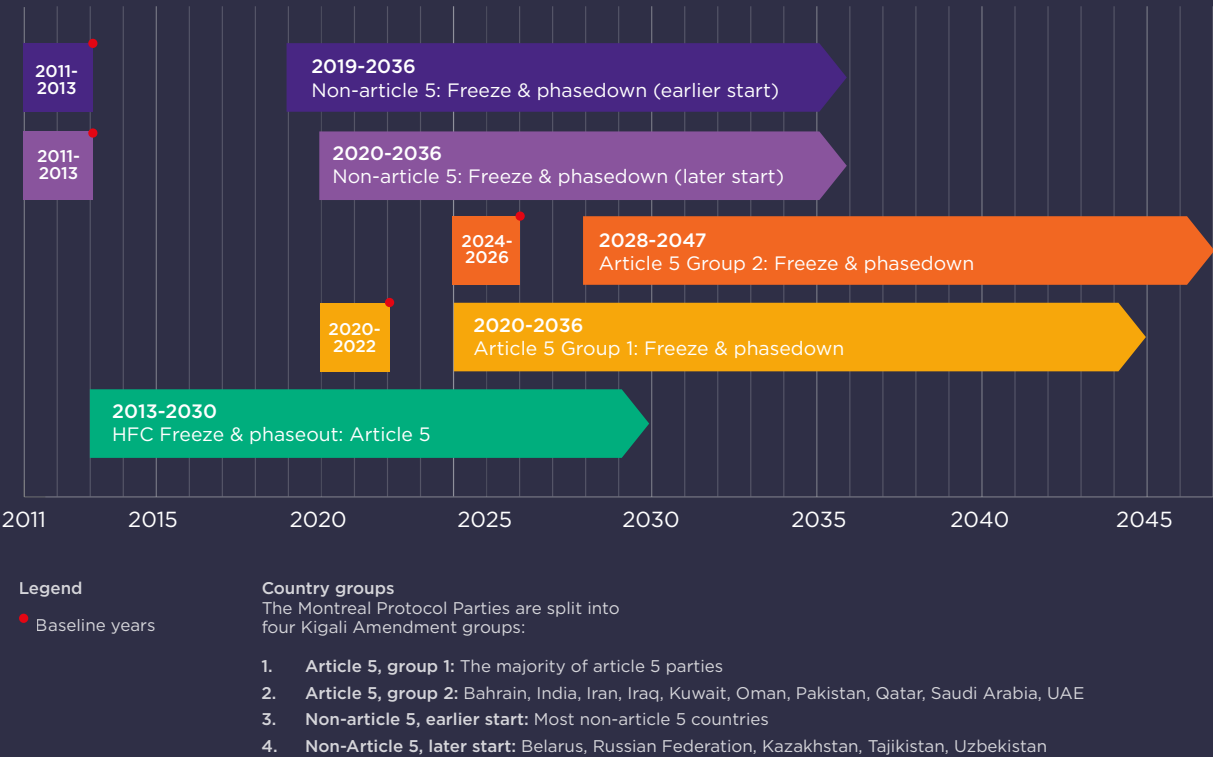 2011-
2013
2019-2036
Non-article 5: Freeze & phasedown (earlier start)
2011-
2013
2020-2036
Non-article 5: Freeze & phasedown (later start)
2024-
2026
2028-2047
Article 5 Group 2: Freeze & phasedown
2020-
2022
2020-2036
Article 5 Group 1: Freeze & phasedown
2013-2030
HFC Freeze & phaseout: Article 5
2011 2015 2020 2025 2030 2035 2040 2045
Legend
Baseline years
Country groups
The Montreal Protocol Parties are split into
four Kigali Amendment groups:
1. Article 5, group 1: The majority of article 5 parties
2. Article 5, group 2: Bahrain, India, Iran, Iraq, Kuwait, Oman, Pakistan, Qatar, Saudi Arabia, UAE
3. Non-article 5, earlier start: Most non-article 5 countries
4. Non-Article 5, later start: Belarus, Russian Federation, Kazakhstan, Tajikistan, Uzbekistan